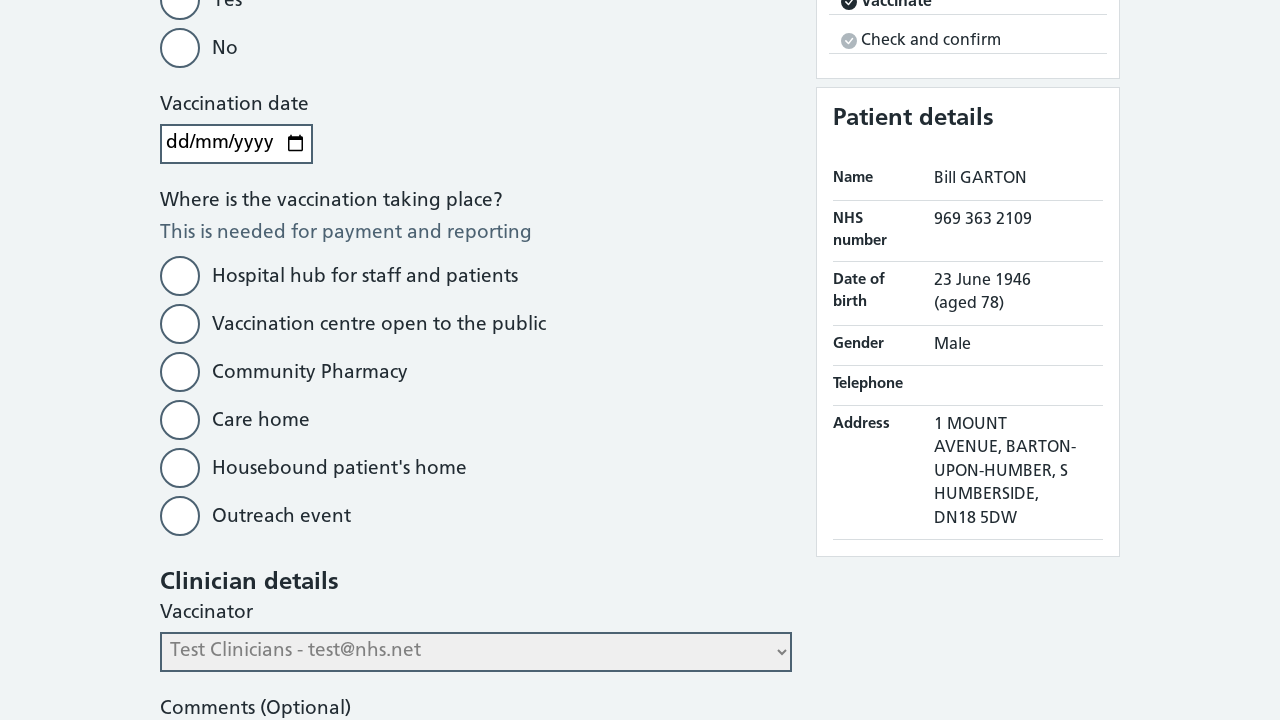 Yes
No
Vaccination date
dd/mm/yyyy
Where is the vaccination taking place?
This is needed for payment and reporting
Hospital hub for staff and patients
Vaccination centre open to the public
Community Pharmacy
Care home
Housebound patient's home
Outreach event
Clinician details
Vaccinator
Test Clinicians - test@nhs.net
Comments (Optional)
Vaccinate
Check and confirm
Patient details
Name Bill GARTON
NHS number 969 363 2109
Date of birth 23 June 1946 (aged 78)
Gender Male
Telephone
Address 1 MOUNT
AVENUE, BARTON-
UPON-HUMBER, S
HUMBERSIDE,
DN18 5DW